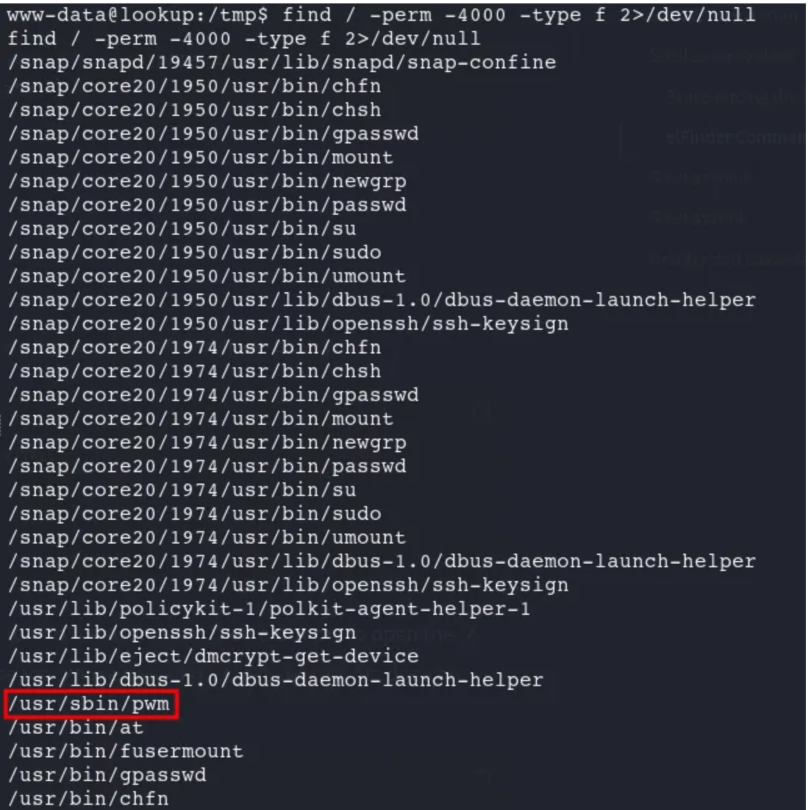 www-data@lookup:/tmp$ find / -perm -4000 -type f 2>/dev/null
find / -perm -4000 -type f 2>/dev/null
/snap/snapd/19457/usr/lib/snapd/snap-confine
/snap/core20/1950/usr/bin/chfn
/snap/core20/1950/usr/bin/chsh
/snap/core20/1950/usr/bin/gpasswd
/snap/core20/1950/usr/bin/mount
/snap/core20/1950/usr/bin/newgrp
/snap/core20/1950/usr/bin/passwd
/snap/core20/1950/usr/bin/su
/snap/core20/1950/usr/bin/sudo
/snap/core20/1950/usr/bin/umount
/snap/core20/1950/usr/lib/dbus-1.0/dbus-daemon-launch-helper
/snap/core20/1950/usr/lib/openssh/ssh-keysign
/snap/core20/1974/usr/bin/chfn
/snap/core20/1974/usr/bin/chsh
/snap/core20/1974/usr/bin/gpasswd
/snap/core20/1974/usr/bin/mount
/snap/core20/1974/usr/bin/newgrp
/snap/core20/1974/usr/bin/passwd
/snap/core20/1974/usr/bin/su
/snap/core20/1974/usr/bin/sudo
/snap/core20/1974/usr/bin/umount
/snap/core20/1974/usr/lib/dbus-1.0/dbus-daemon-launch-helper
/snap/core20/1974/usr/lib/openssh/ssh-keysign
/usr/lib/policykit-1/polkit-agent-helper-1
/usr/lib/openssh/ssh-keysign
/usr/lib/eject/dmcrypt-get-device
/usr/lib/dbus-1.0/dbus-daemon-launch-helper
/usr/sbin/pwm
/usr/bin/at
/usr/bin/fusermount
/usr/bin/gpasswd
/usr/bin/chfn